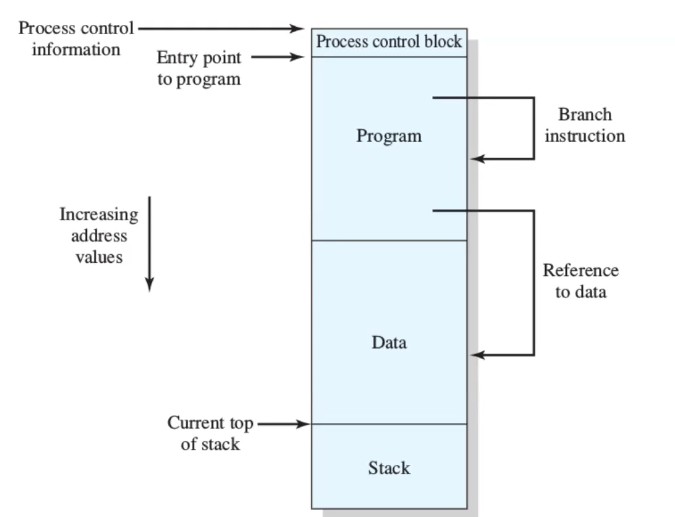 Process control
information
Process control block
Entry point
to program
Branch
instruction
Program
Increasing
address
values
Reference
to data
Data
Current top
of stack
Stack